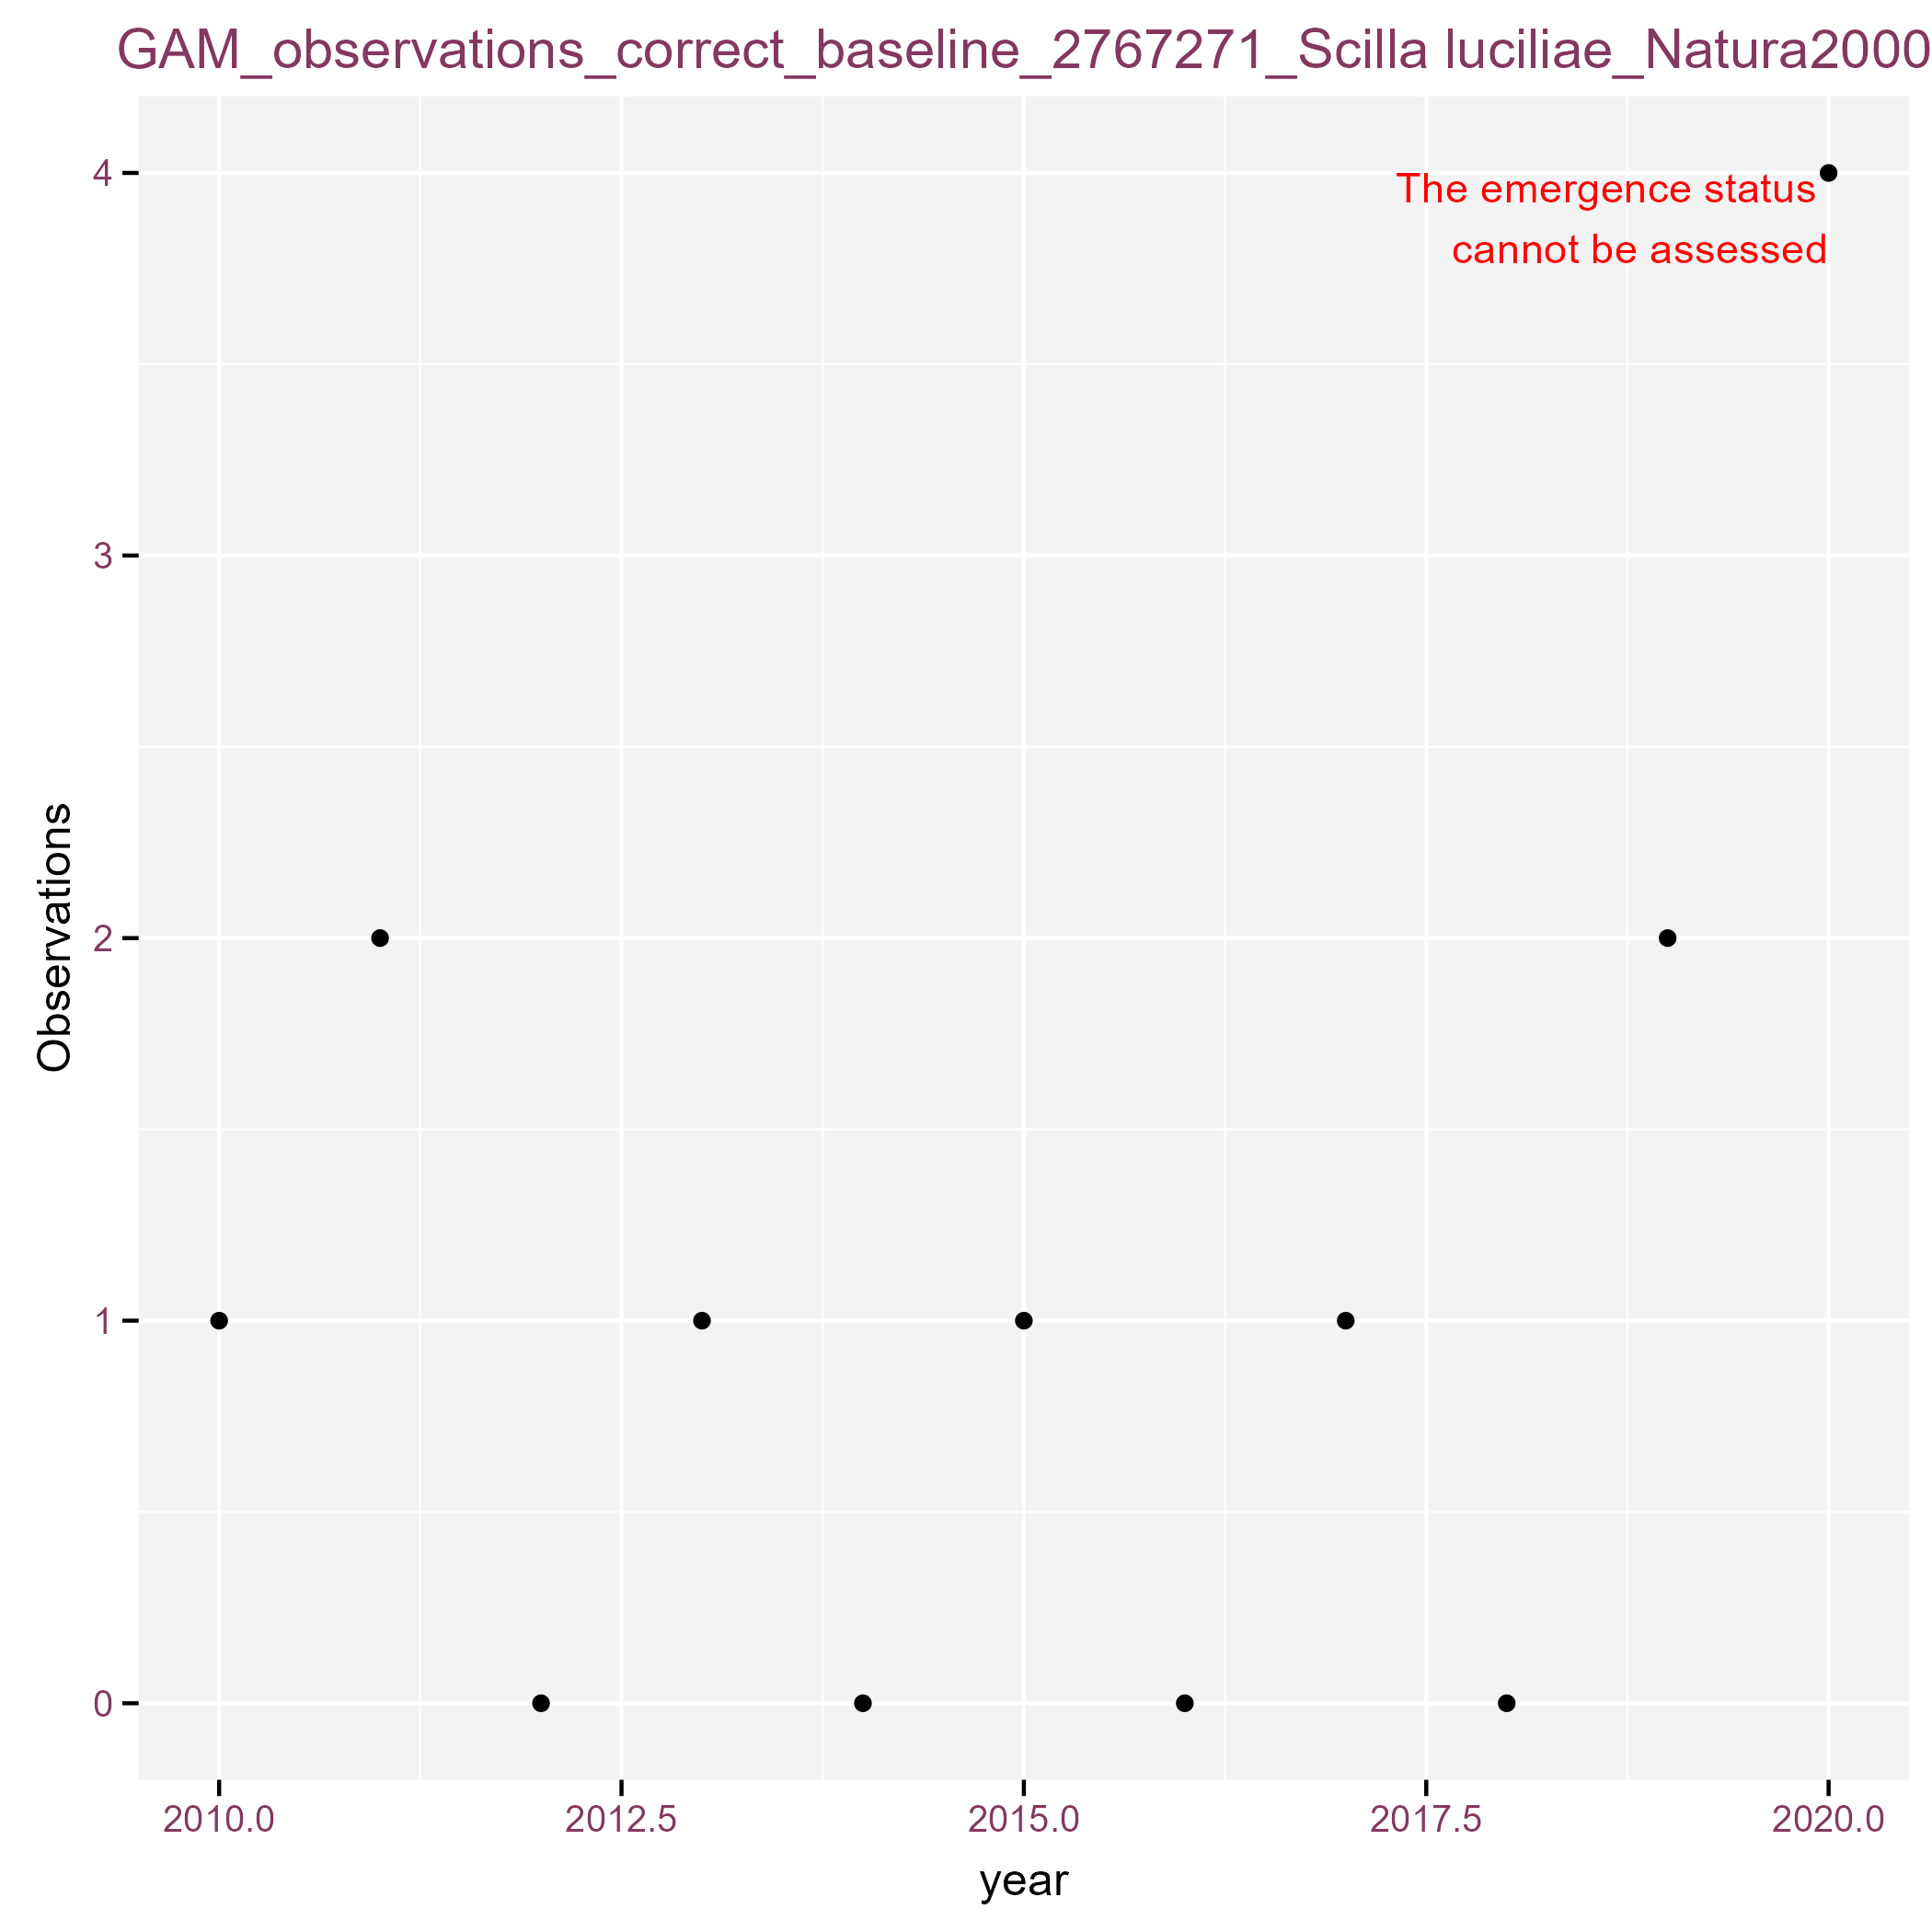 GAM_observations_correct_baseline_2767271_Scilla luciliae_Natura2000
4
The emergence status
cannot be assessed
3
Observations
2
1
0
2010.0 2012.5 2015.0 2017.5 2020.0
year